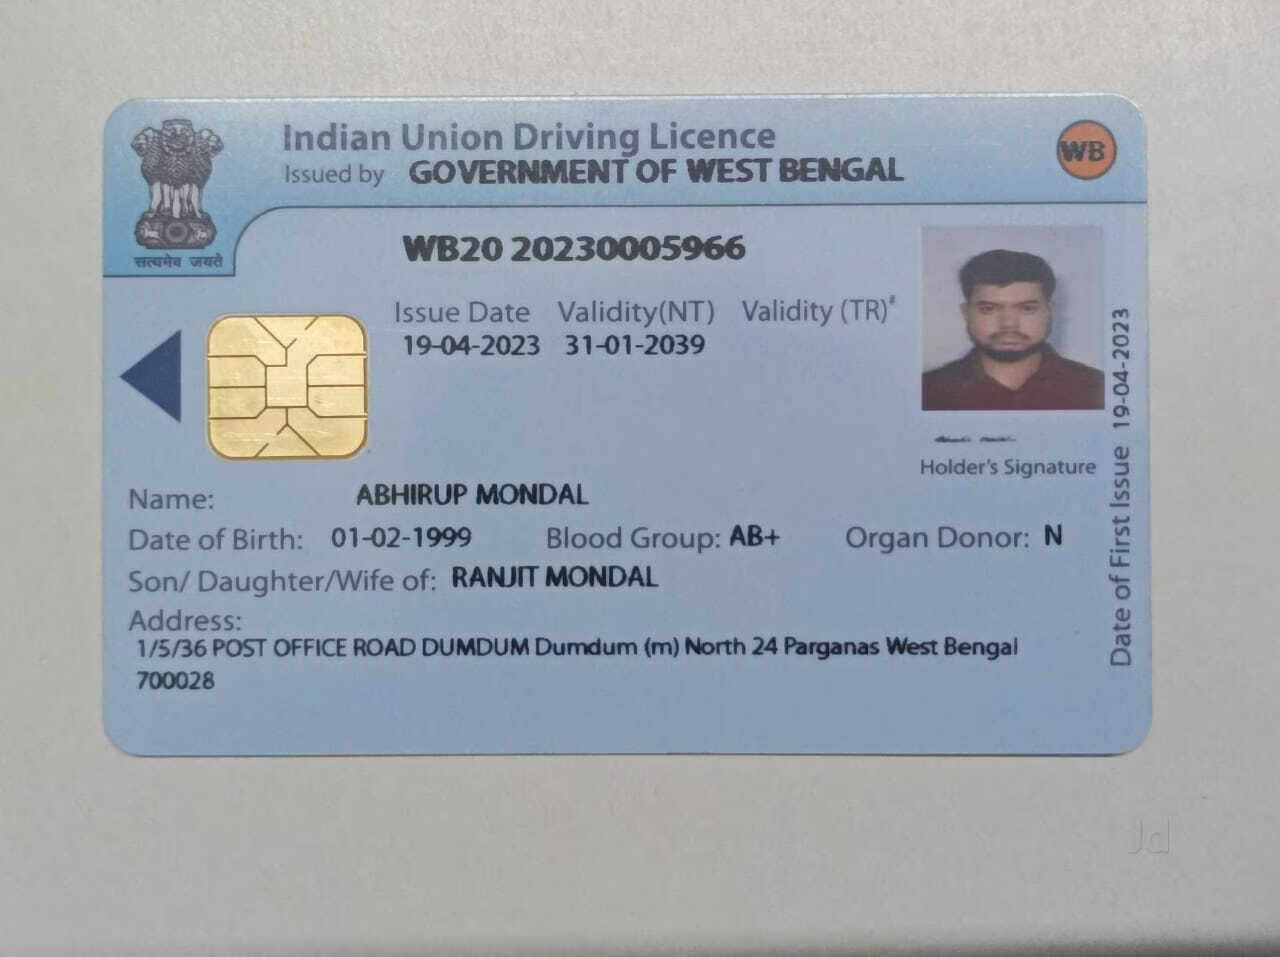 Indian Union Driving Licence
Issued by GOVERNMENT OF WEST BENGAL
WB
सत्यमेव जयते
WB20 20230005966
Issue Date Validity(NT) Validity (TR)#
19-04-2023 31-01-2039
Holder's Signature
Date of First Issue 19-04-2023
Name: ABHIRUP MONDAL
Date of Birth: 01-02-1999 Blood Group: AB+ Organ Donor: N
Son/ Daughter/Wife of: RANJIT MONDAL
Address:
1/5/36 POST OFFICE ROAD DUMDUM Dumdum (m) North 24 Parganas West Bengal
700028
Jd